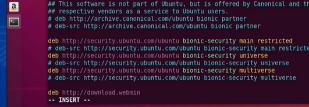 ## This software is not part of Ubuntu, but is offered by Canonical and the
## respective vendors as a service to Ubuntu users.
# deb http://archive.canonical.com/ubuntu bionic partner
# deb-src http://archive.canonical.com/ubuntu bionic partner
deb http://security.ubuntu.com/ubuntu bionic-security main restricted
# deb-src http://security.ubuntu.com/ubuntu bionic-security main restricte
deb http://security.ubuntu.com/ubuntu bionic-security universe
# deb-src http://security.ubuntu.com/ubuntu bionic-security universe
deb http://security.ubuntu.com/ubuntu bionic-security multiverse
# deb-src http://security.ubuntu.com/ubuntu bionic-security multiverse
deb http://download.webmin
-- INSERT --